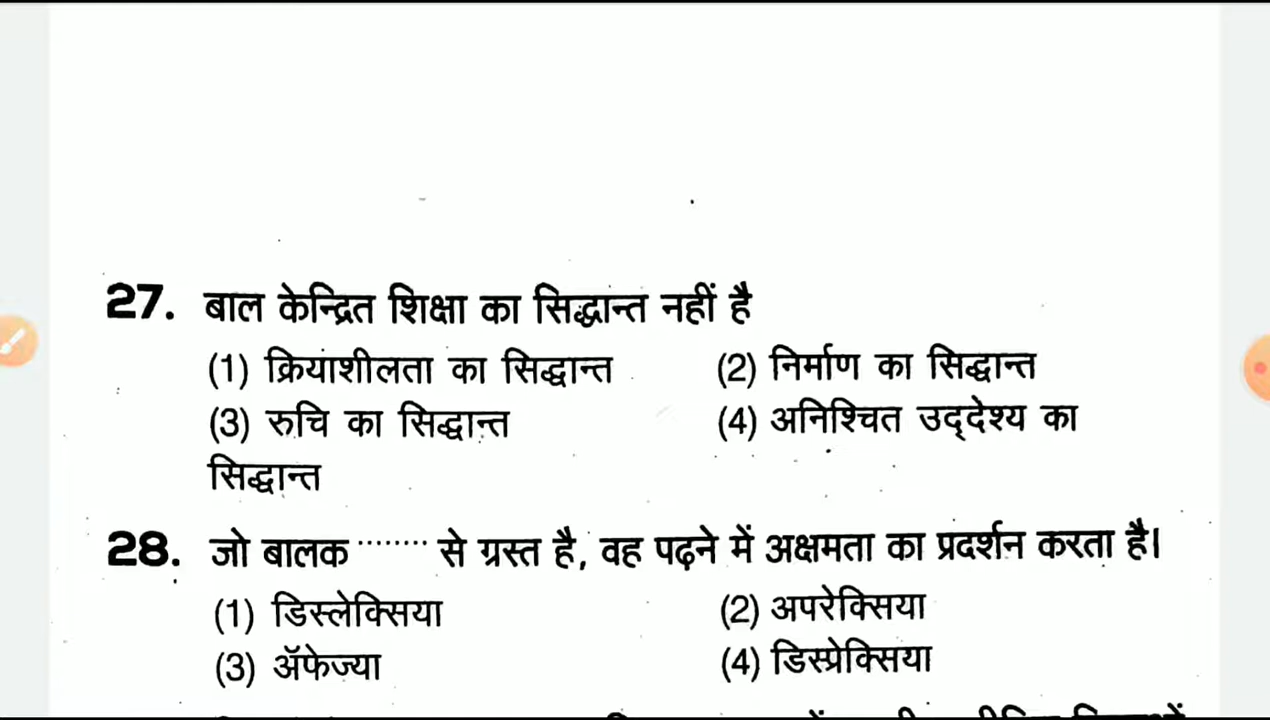 27. बाल केन्द्रित शिक्षा का सिद्धान्त नहीं है
(1) क्रियाशीलता का सिद्धान्त (2) निर्माण का सिद्धान्त
(3) रुचि का सिद्धान्त (4) अनिश्चित उद्देश्य का
सिद्धान्त
28. जो बालक ........ से ग्रस्त है, वह पढ़ने में अक्षमता का प्रदर्शन करता है।
(1) डिस्लेक्सिया (2) अपरेक्सिया
(3) ॲफेज्या (4) डिस्प्रेक्सिया